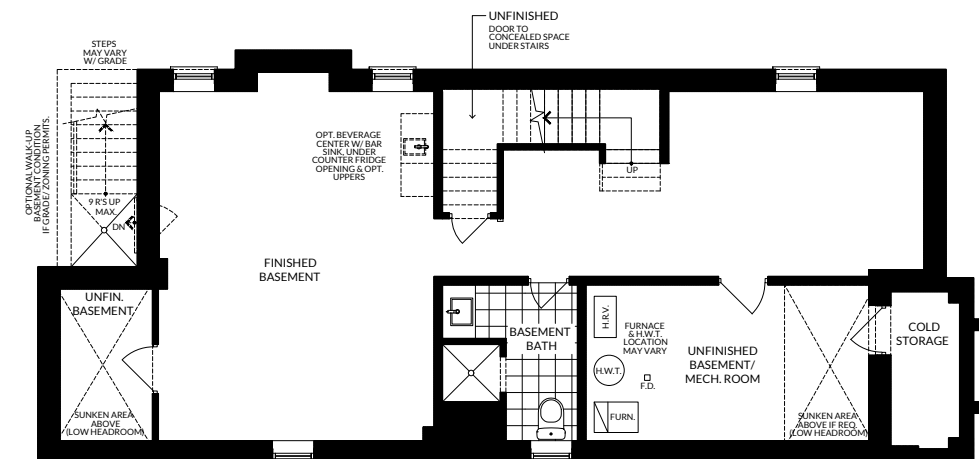 UNFINISHED
DOOR TO
CONCEALED SPACE
UNDER STAIRS
STEPS
MAY VARY
W/ GRADE
OPTIONAL WALK-UP
BASEMENT CONDITION
IF GRADE/ ZONING PERMITS.
9 R'S UP
MAX.
DN
OPT. BEVERAGE
CENTER W/ BAR
SINK, UNDER
COUNTER FRIDGE
OPENING & OPT.
UPPERS
UP
FINISHED
BASEMENT
UNFIN.
BASEMENT
SUNKEN AREA
ABOVE
(LOW HEADROOM)
BASEMENT
BATH
H.R.V.
FURNACE
& H.W.T.
LOCATION
MAY VARY
H.W.T.
F.D.
FURN.
UNFINISHED
BASEMENT/
MECH. ROOM
SUNKEN AREA
ABOVE IF REQ.
(LOW HEADROOM)
COLD
STORAGE